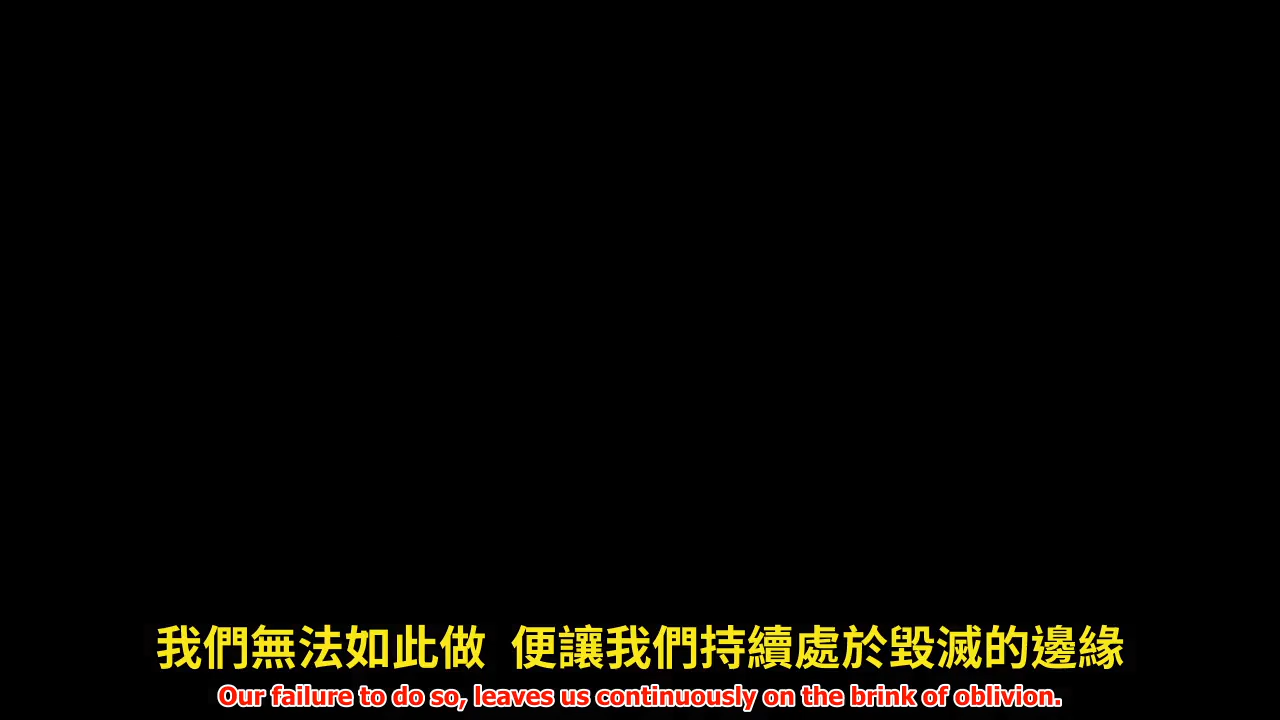 我們無法如此做 便讓我們持續處於毀滅的邊緣
Our failure to do so, leaves us continuously on the brink of oblivion.